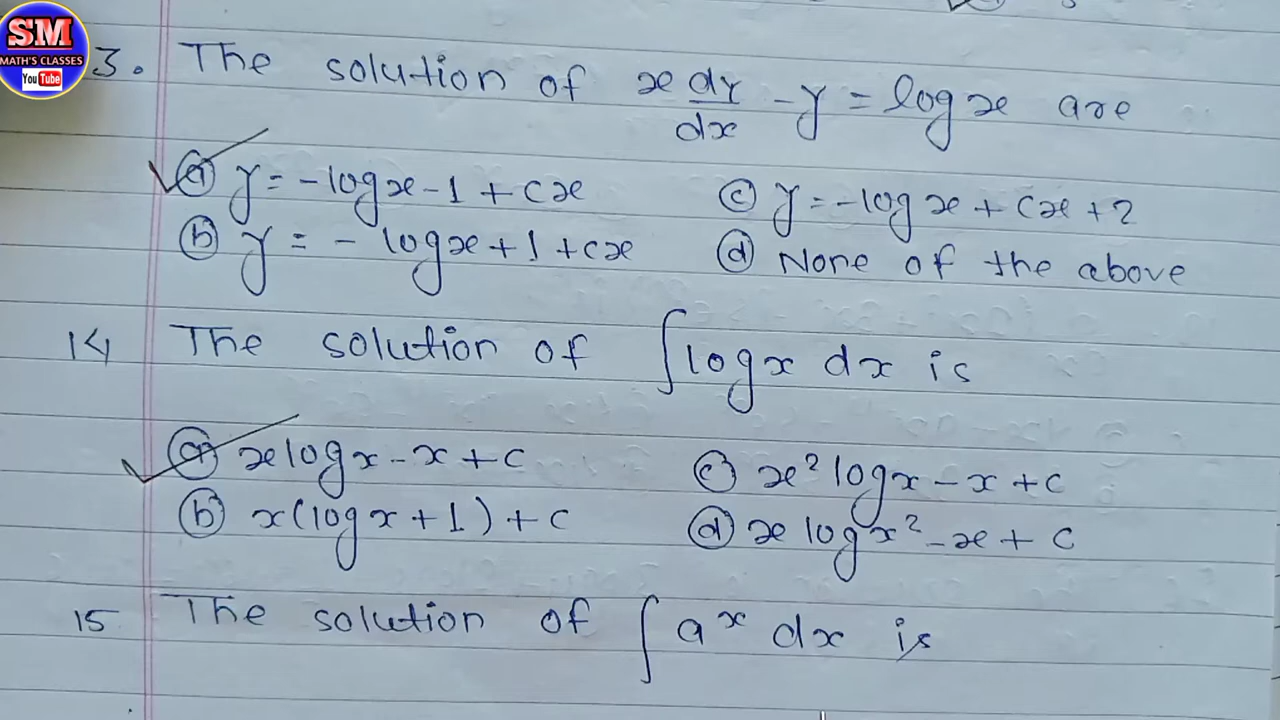 SM
MATH'S CLASSES
You Tube
3. The solution of x dy/dx - y = log x are
(a) y = -log x - 1 + cx (c) y = -log x + cx + 2
(b) y = - log x + 1 + cx (d) None of the above
14 The solution of ∫ log x dx is
(a) x log x - x + c (c) x² log x - x + c
(b) x(log x + 1) + c (d) x log x² - x + c
15 The solution of ∫ aˣ dx is